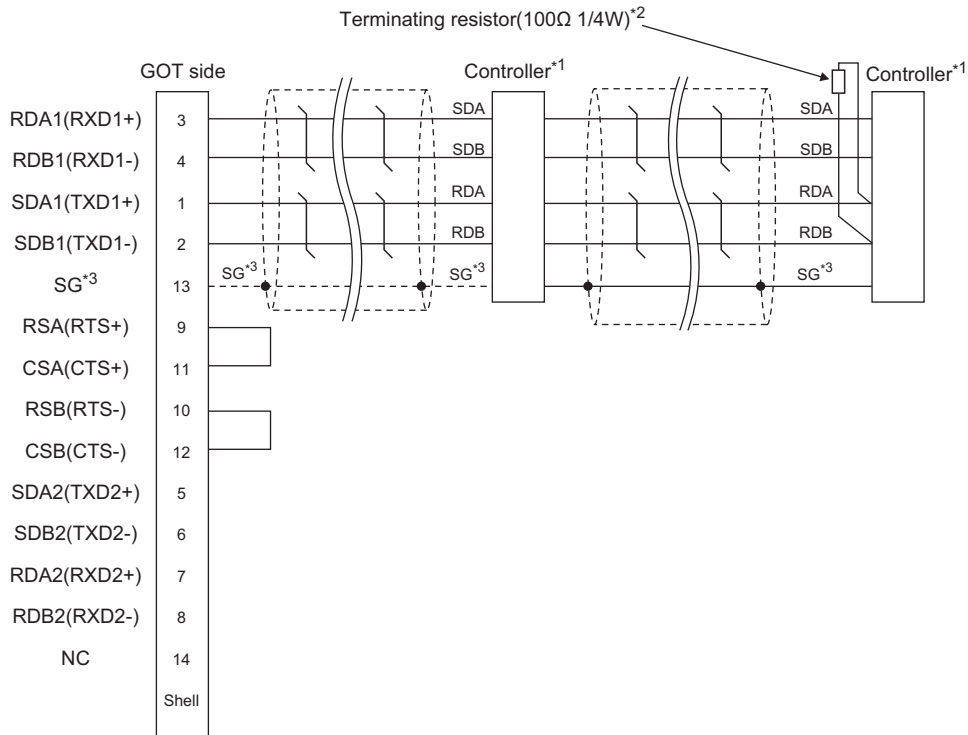 Terminating resistor(100Ω 1/4W)*2
GOT side
Controller*1
Controller*1
RDA1(RXD1+) 3 SDA SDA
RDB1(RXD1-) 4 SDB SDB
SDA1(TXD1+) 1 RDA RDA
SDB1(TXD1-) 2 RDB RDB
SG*3 13 SG*3 SG*3 SG*3
RSA(RTS+) 9
CSA(CTS+) 11
RSB(RTS-) 10
CSB(CTS-) 12
SDA2(TXD2+) 5
SDB2(TXD2-) 6
RDA2(RXD2+) 7
RDB2(RXD2-) 8
NC 14
Shell